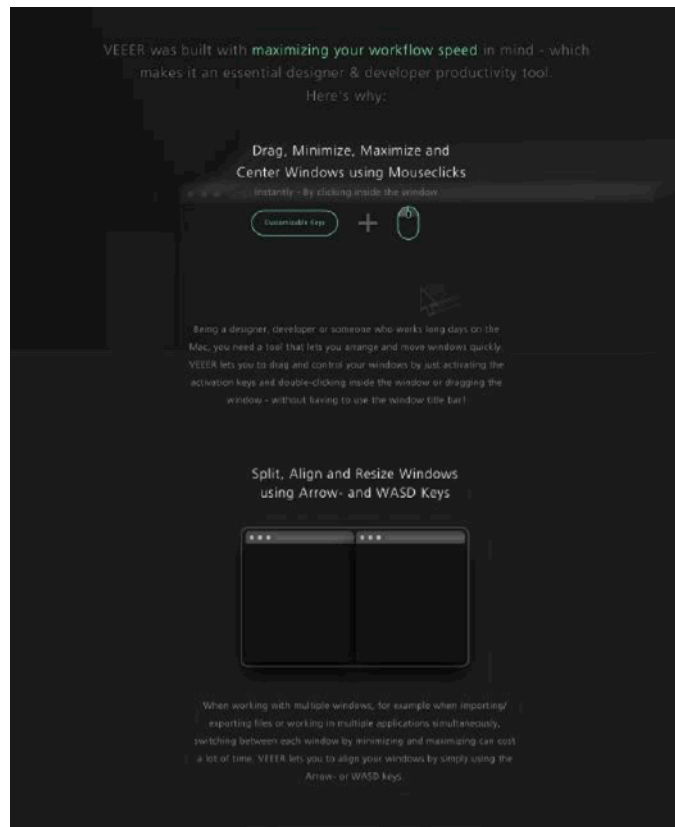 VEEER was built with maximizing your workflow speed in mind - which
makes it an essential designer & developer productivity tool.
Here's why:
Drag, Minimize, Maximize and
Center Windows using Mouseclicks
Instantly - By clicking inside the window
Customizable Keys
Being a designer, developer or someone who works long days on the
Mac, you need a tool that lets you arrange and move windows quickly.
VEEER lets you to drag and control your windows by just activating the
activation keys and double-clicking inside the window or dragging the
window - without having to use the window title bar!
Split, Align and Resize Windows
using Arrow- and WASD Keys
When working with multiple windows, for example when importing/
exporting files or working in multiple applications simultaneously,
switching between each window by minimizing and maximizing can cost
a lot of time. VEEER lets you to align your windows by simply using the
Arrow- or WASD keys.